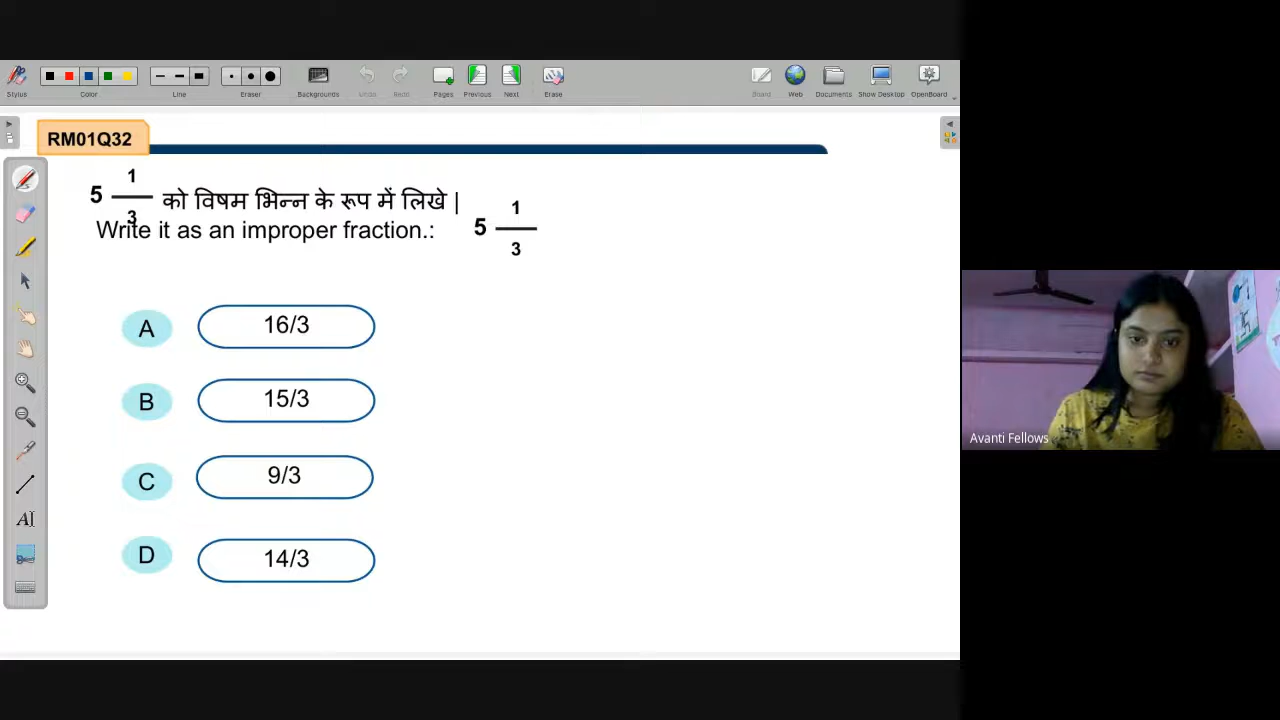 Stylus
Color
Line
Eraser
Backgrounds
Undo
Redo
Pages
Previous
Next
Erase
Board
Web
Documents
Show Desktop
OpenBoard
RM01Q32
5 1/3 को विषम भिन्न के रूप में लिखे |
Write it as an improper fraction.: 5 1/3
A 16/3
B 15/3
C 9/3
D 14/3
AI
Avanti Fellows